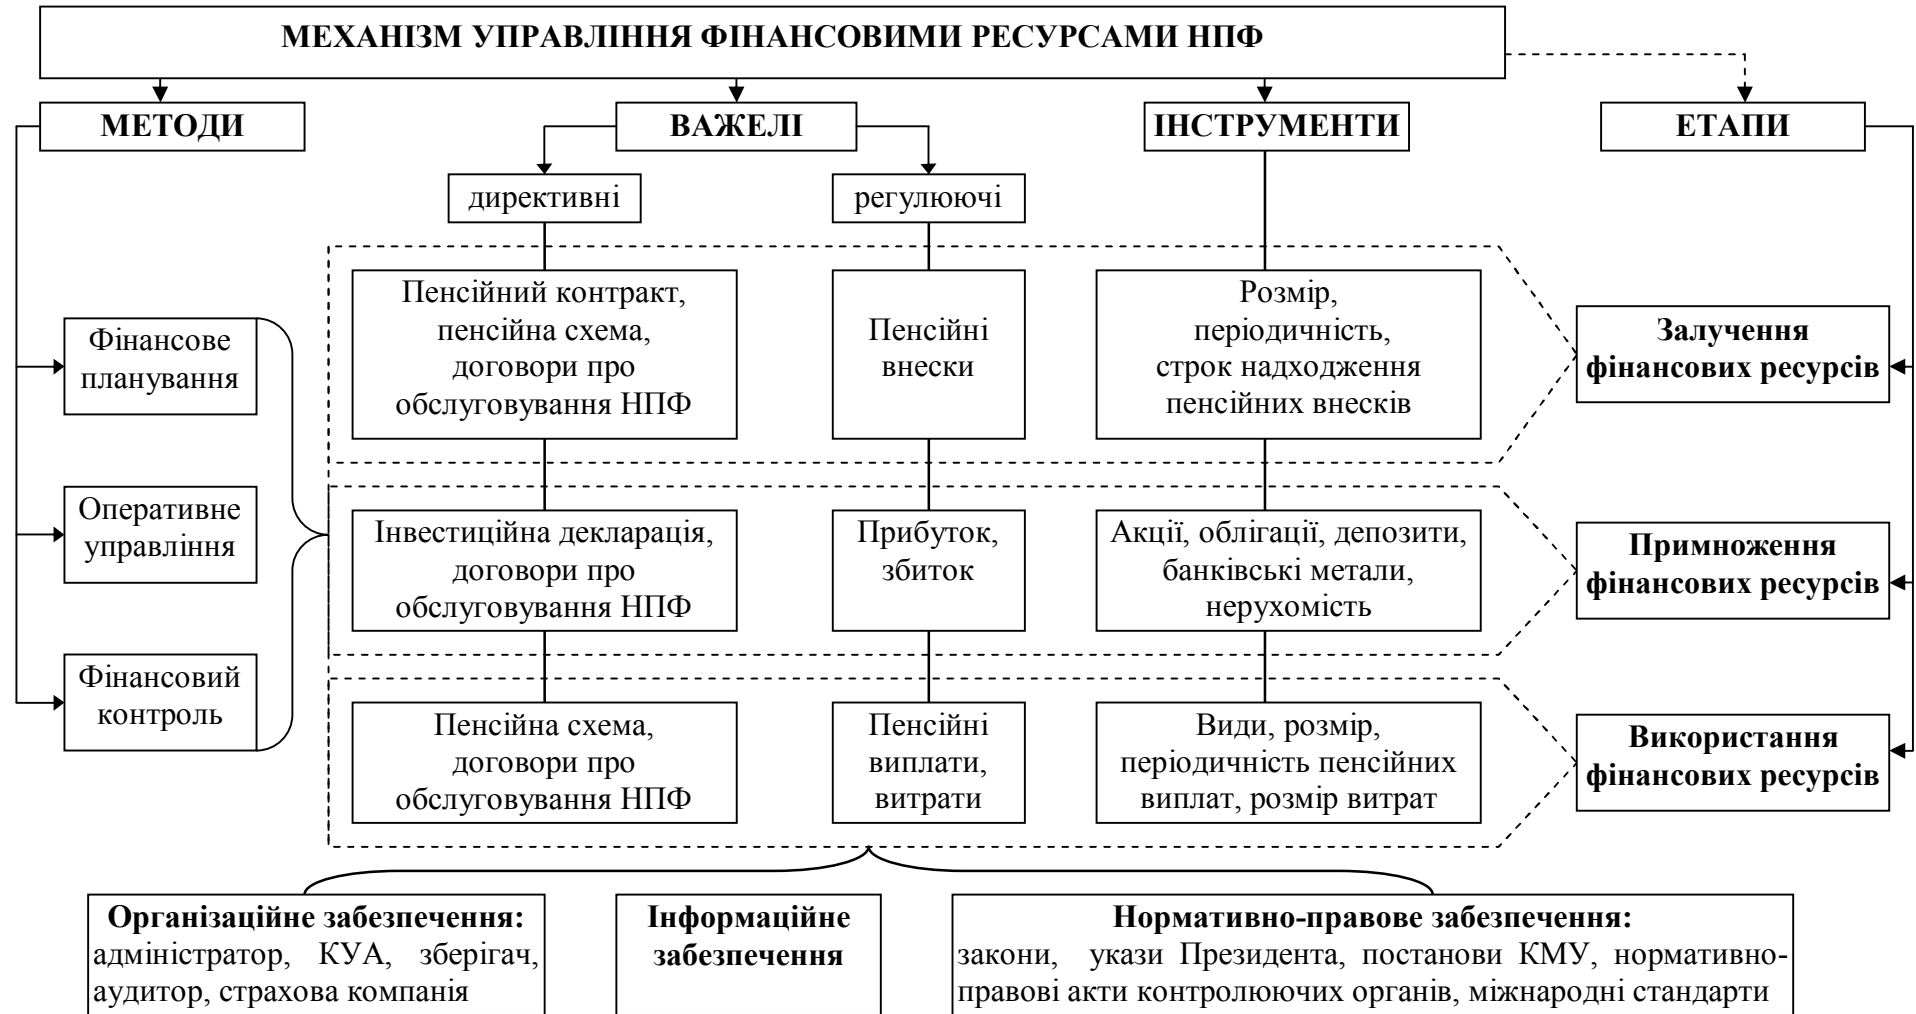 МЕХАНІЗМ УПРАВЛІННЯ ФІНАНСОВИМИ РЕСУРСАМИ НПФ
МЕТОДИ
ВАЖЕЛІ
ІНСТРУМЕНТИ
ЕТАПИ
директивні
регулюючі
Фінансове
планування
Пенсійний контракт,
пенсійна схема,
договори про
обслуговування НПФ
Пенсійні
внески
Розмір,
періодичність,
строк надходження
пенсійних внесків
Залучення
фінансових ресурсів
Оперативне
управління
Інвестиційна декларація,
договори про
обслуговування НПФ
Прибуток,
збиток
Акції, облігації, депозити,
банківські метали,
нерухомість
Примноження
фінансових ресурсів
Фінансовий
контроль
Пенсійна схема,
договори про
обслуговування НПФ
Пенсійні
виплати,
витрати
Види, розмір,
періодичність пенсійних
виплат, розмір витрат
Використання
фінансових ресурсів
Організаційне забезпечення:
адміністратор, КУА, зберігач,
аудитор, страхова компанія
Інформаційне
забезпечення
Нормативно-правове забезпечення:
закони, укази Президента, постанови КМУ, нормативно-
правові акти контролюючих органів, міжнародні стандарти